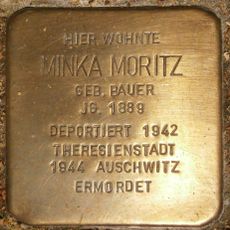 HIER WOHNTE
MINKA MORITZ
GEB. BAUER
JG. 1889
DEPORTIERT 1942
THERESIENSTADT
1944 AUSCHWITZ
ERMORDET